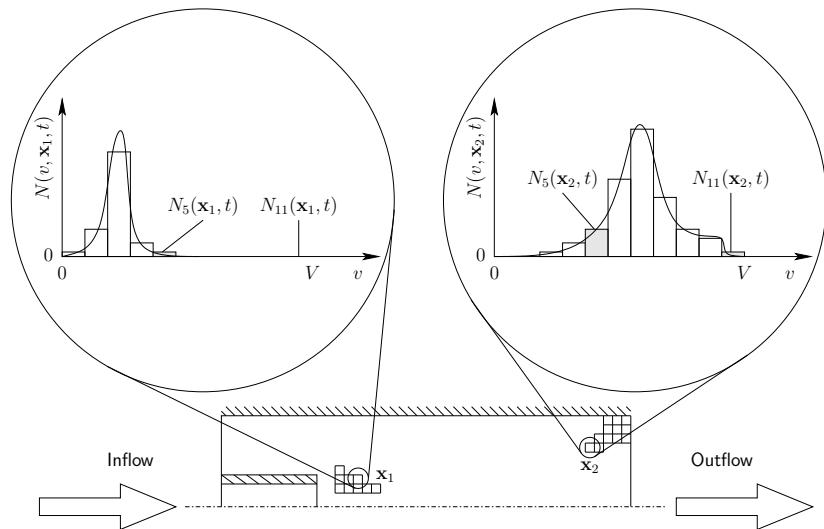 N(v, x₁, t)
N₅(x₁, t)
N₁₁(x₁, t)
0
0
V
v
N(v, x₂, t)
N₅(x₂, t)
N₁₁(x₂, t)
0
0
V
v
Inflow
x₁
x₂
Outflow